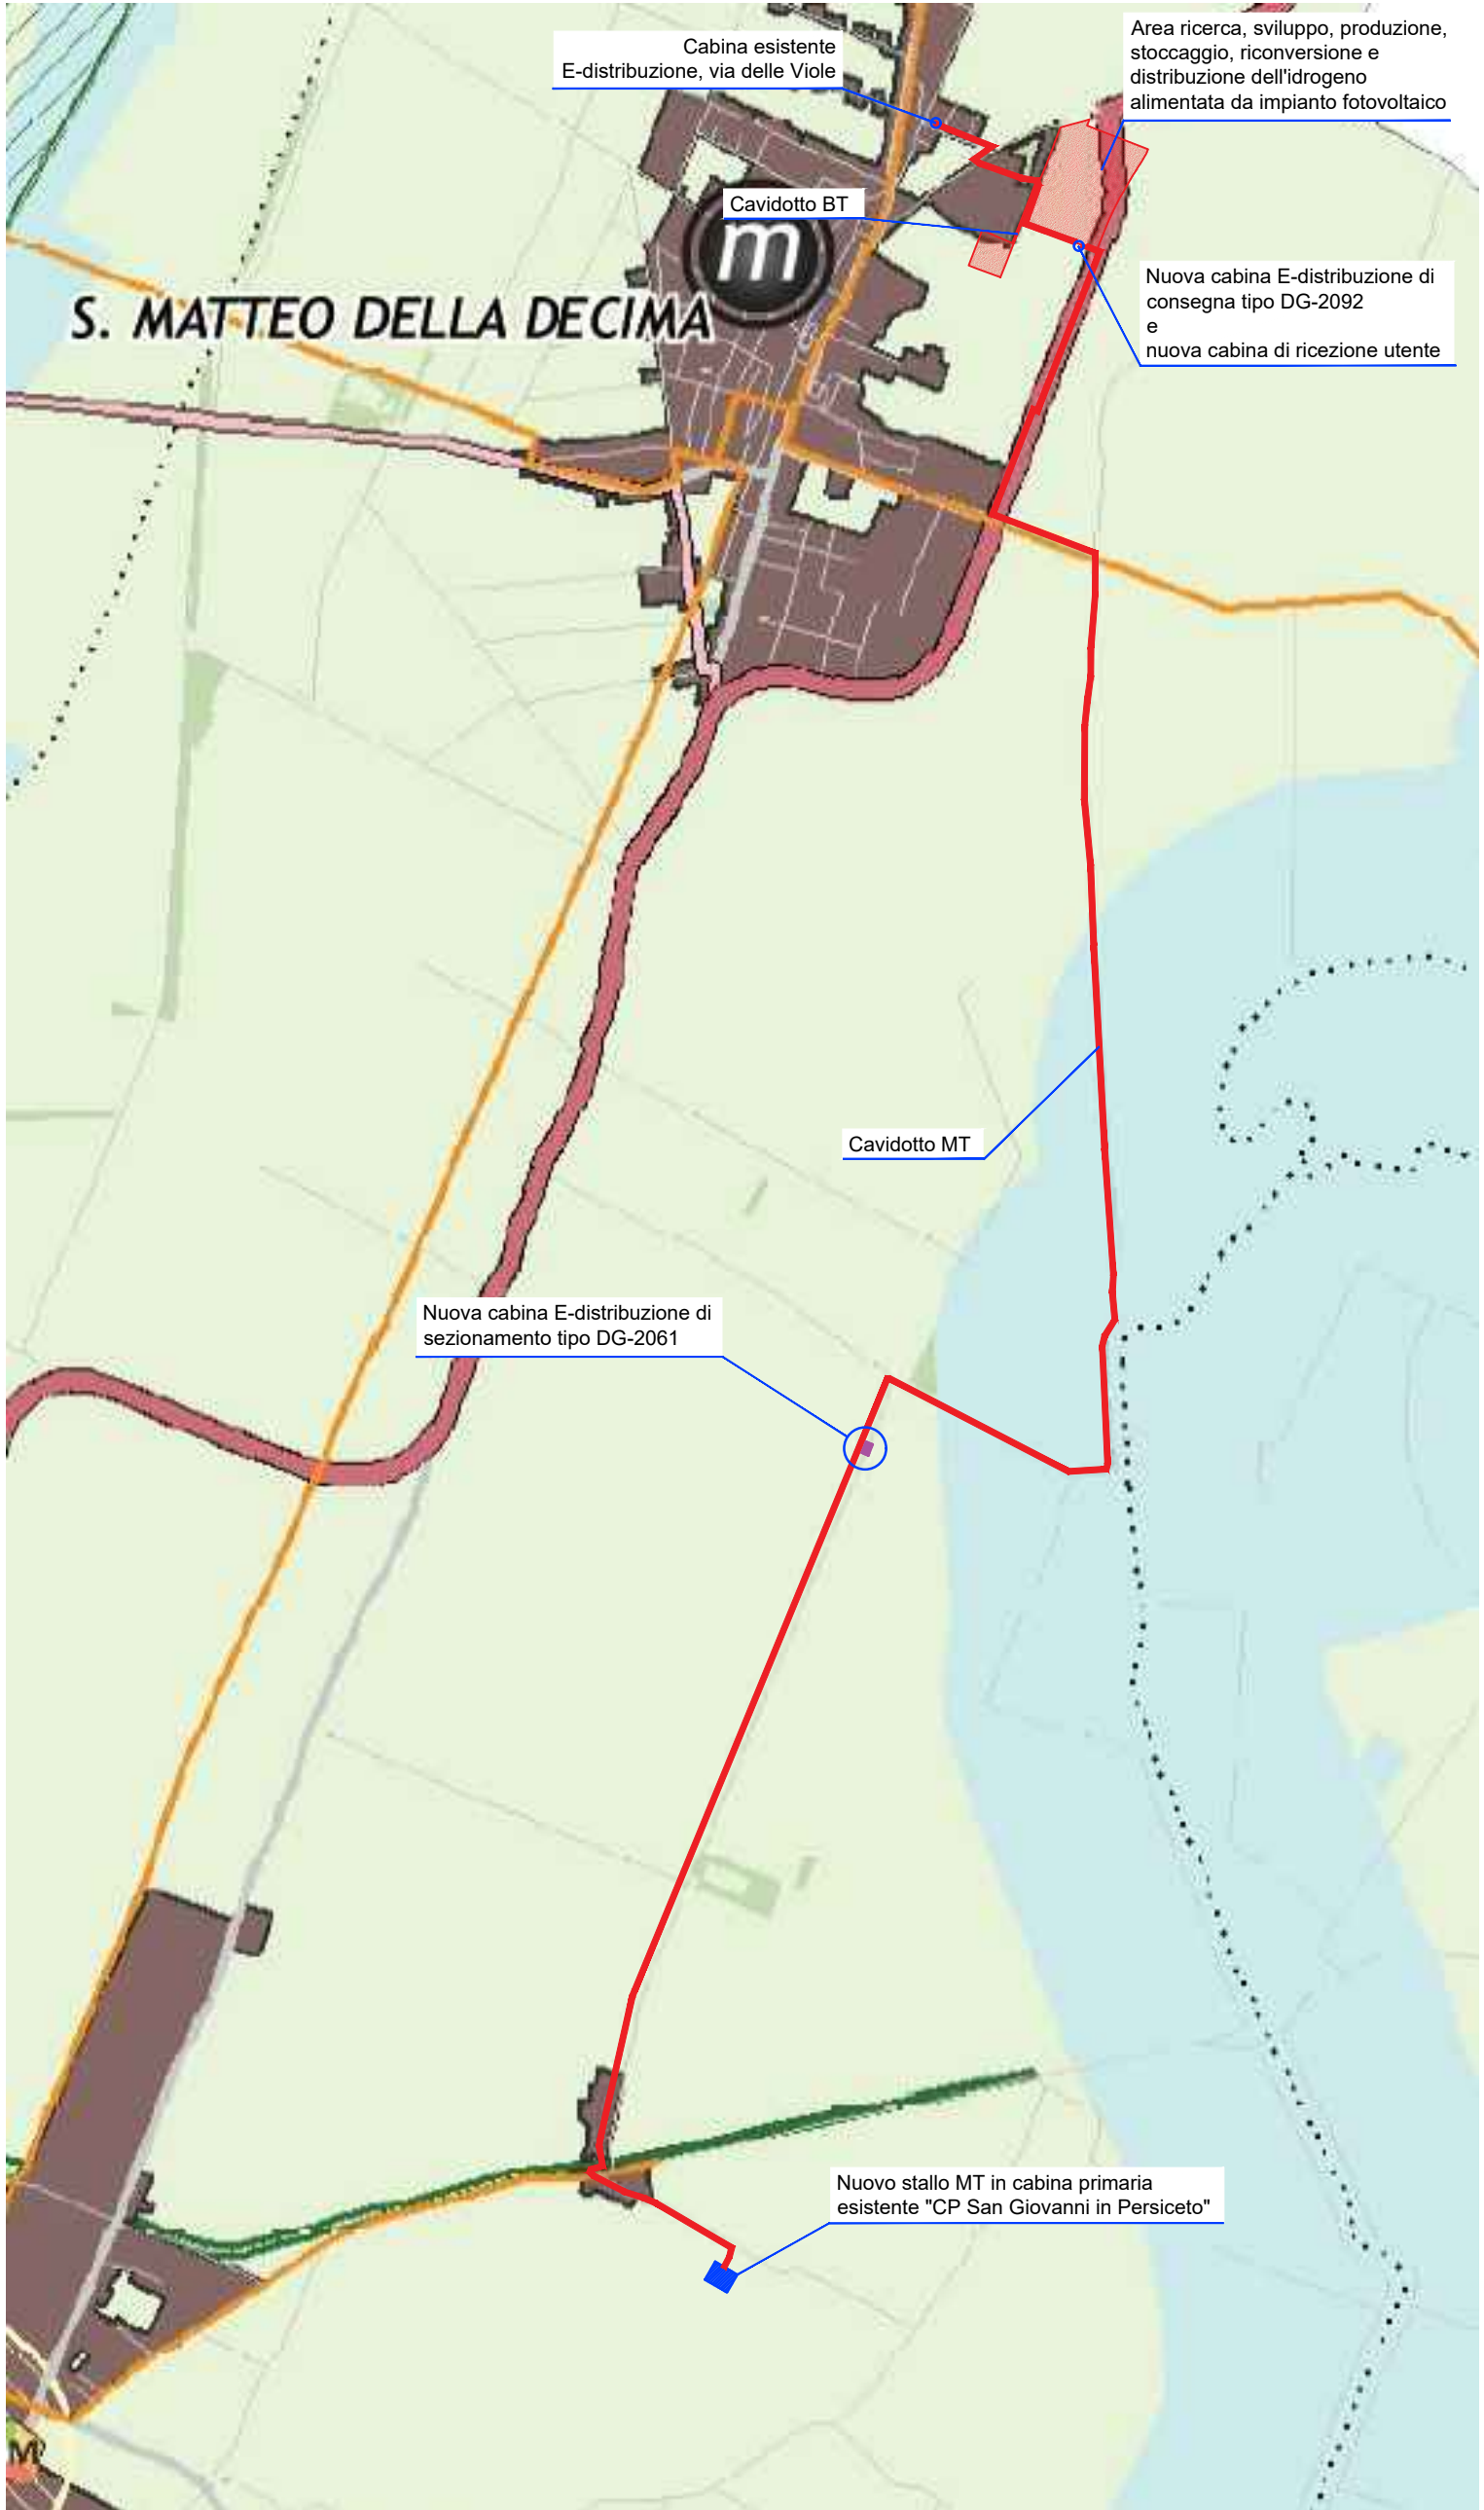 Cabina esistente
E-distribuzione, via delle Viole
Area ricerca, sviluppo, produzione,
stoccaggio, riconversione e
distribuzione dell'idrogeno
alimentata da impianto fotovoltaico
Cavidotto BT
m
Nuova cabina E-distribuzione di
consegna tipo DG-2092
e
nuova cabina di ricezione utente
S. MATTEO DELLA DECIMA
Cavidotto MT
Nuova cabina E-distribuzione di
sezionamento tipo DG-2061
Nuovo stallo MT in cabina primaria
esistente "CP San Giovanni in Persiceto"
M